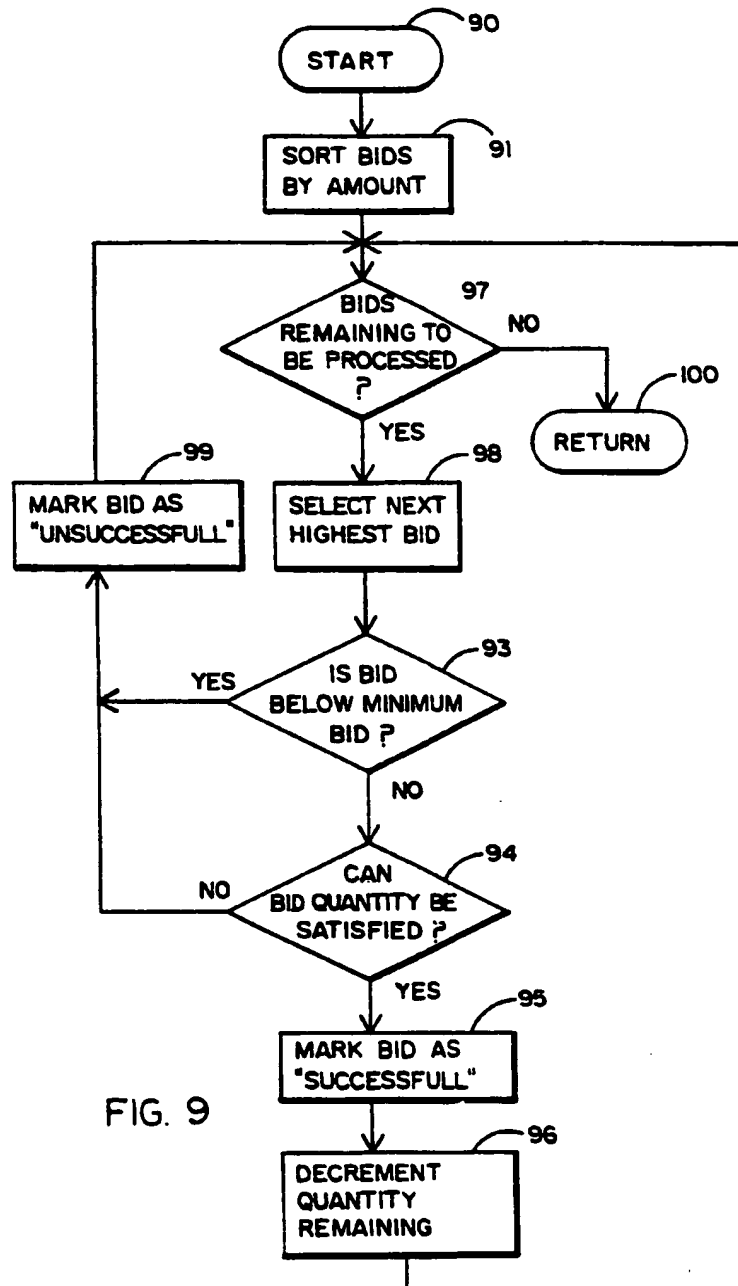 90
START
91
SORT BIDS
BY AMOUNT
97
BIDS
REMAINING TO
BE PROCESSED
?
NO
100
RETURN
YES
99
MARK BID AS
"UNSUCCESSFULL"
98
SELECT NEXT
HIGHEST BID
93
YES
IS BID
BELOW MINIMUM
BID ?
NO
94
NO
CAN
BID QUANTITY BE
SATISFIED ?
YES
95
MARK BID AS
"SUCCESSFULL"
FIG. 9
96
DECREMENT
QUANTITY
REMAINING